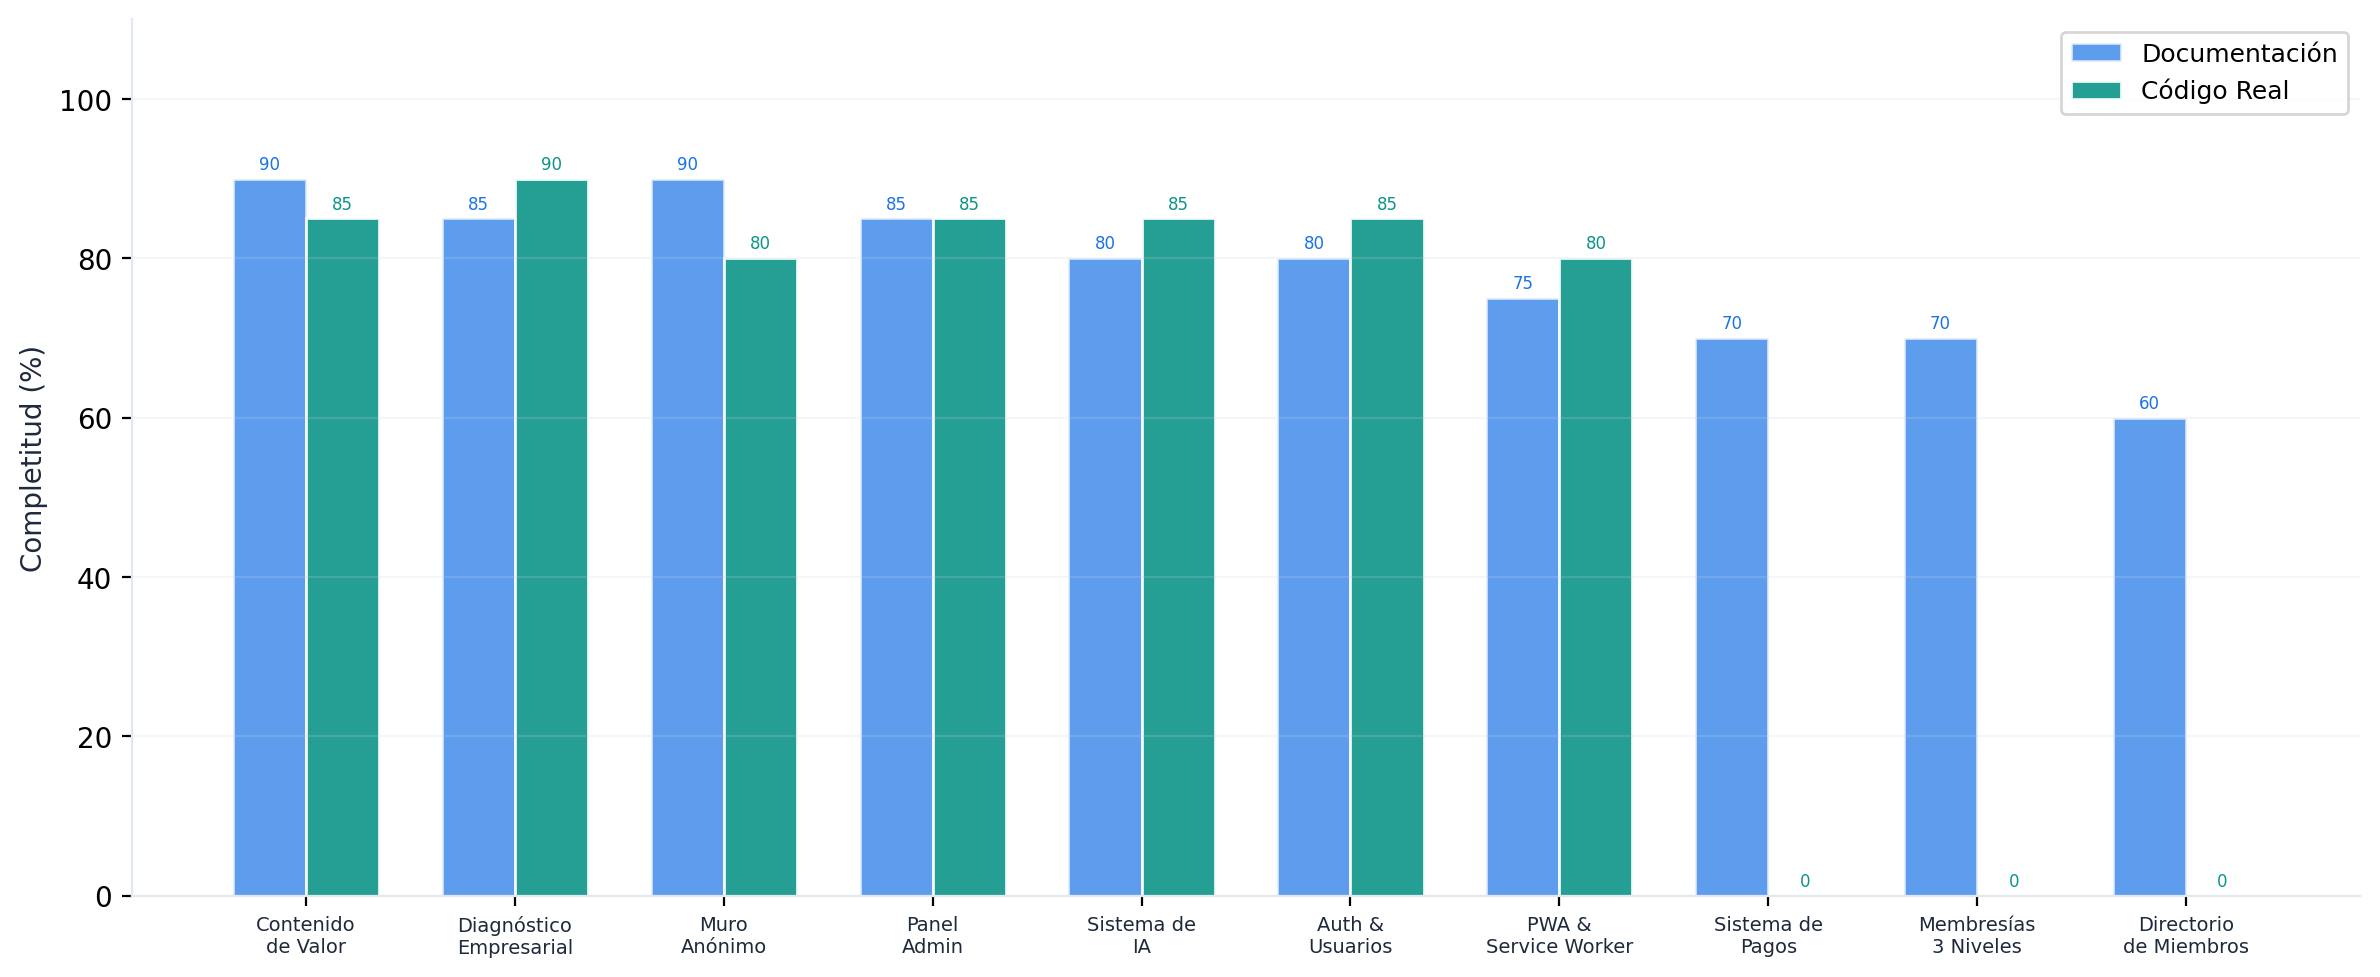 Documentación
Código Real
Completitud (%)
100
80
60
40
20
0
90
85
85
90
90
80
85
85
80
85
80
85
75
80
70
0
70
0
60
0
Contenido
de Valor
Diagnóstico
Empresarial
Muro
Anónimo
Panel
Admin
Sistema de
IA
Auth &
Usuarios
PWA &
Service Worker
Sistema de
Pagos
Membresías
3 Niveles
Directorio
de Miembros